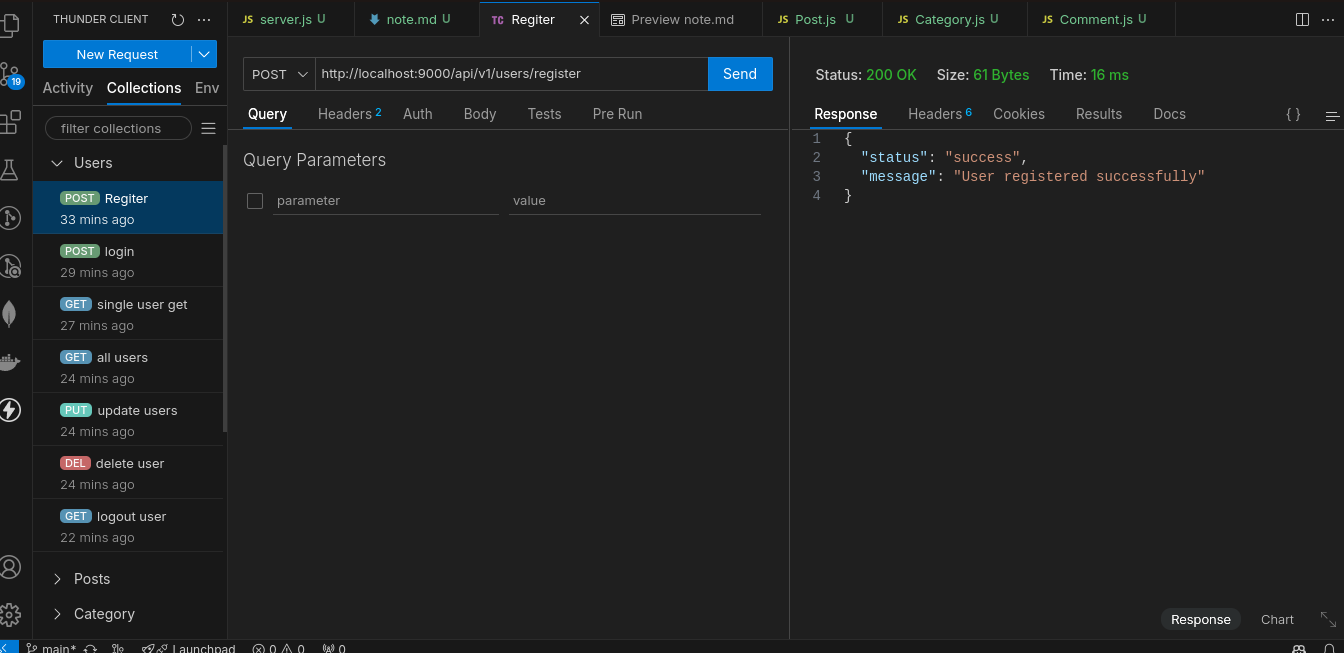 THUNDER CLIENT
JS server.js U
note.md U
TC Regiter
Preview note.md
JS Post.js U
JS Category.js U
JS Comment.js U
New Request
Activity Collections Env
filter collections
Users
POST Regiter
33 mins ago
POST login
29 mins ago
GET single user get
27 mins ago
GET all users
24 mins ago
PUT update users
24 mins ago
DEL delete user
24 mins ago
GET logout user
22 mins ago
Posts
Category
19
POST http://localhost:9000/api/v1/users/register Send
Query Headers 2 Auth Body Tests Pre Run
Query Parameters
parameter value
Status: 200 OK Size: 61 Bytes Time: 16 ms
Response Headers 6 Cookies Results Docs { }
1 {
2 "status": "success",
3 "message": "User registered successfully"
4 }
Response Chart
main* Launchpad 0 0 0